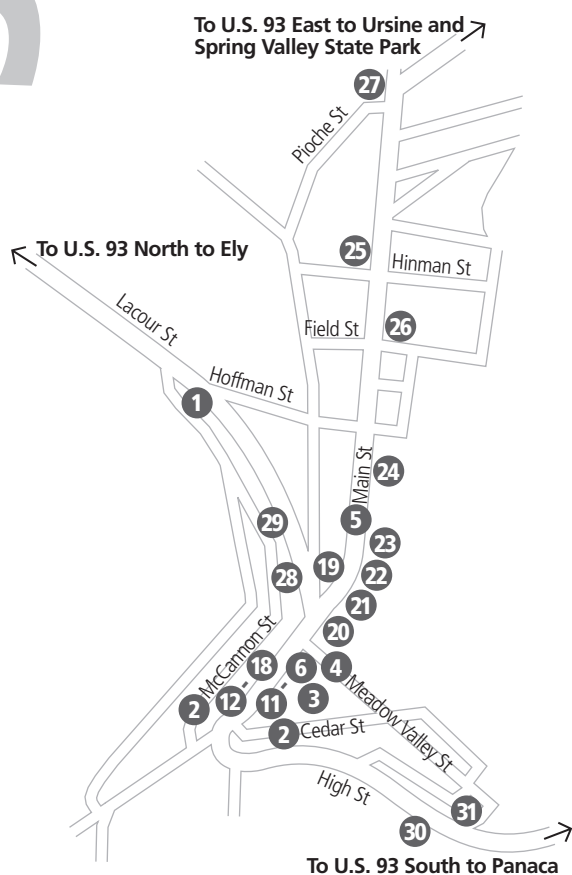 To U.S. 93 East to Ursine and
Spring Valley State Park
27
Pioche St
To U.S. 93 North to Ely
25
Hinman St
Lacour St
Field St
26
Hoffman St
1
Main St
24
5
29
23
19
22
28
21
20
McCannon St
18
6
4
12
11
3
Meadow Valley St
2
2
Cedar St
High St
31
30
To U.S. 93 South to Panaca